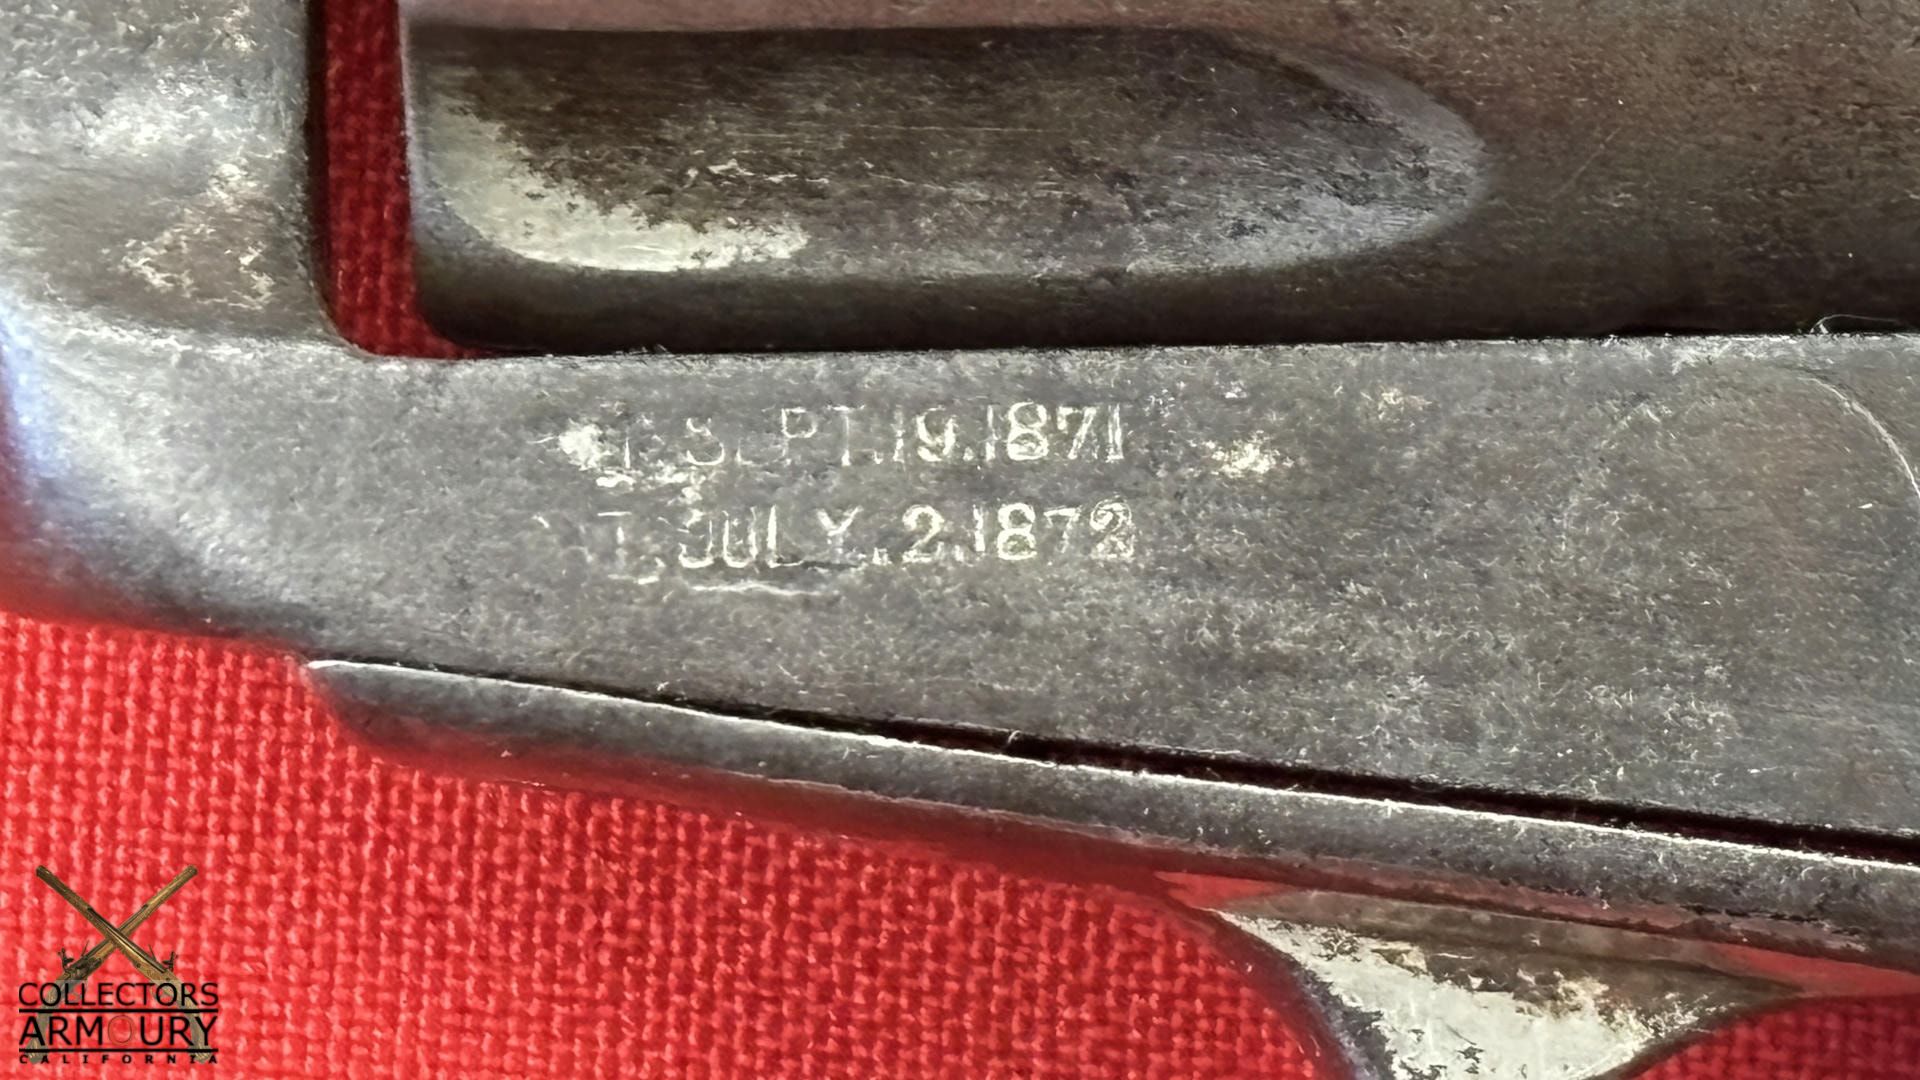 T. SEPT.19.1871
T. JULY. 2.1872
COLLECTORS
ARMOURY
CALIFORNIA